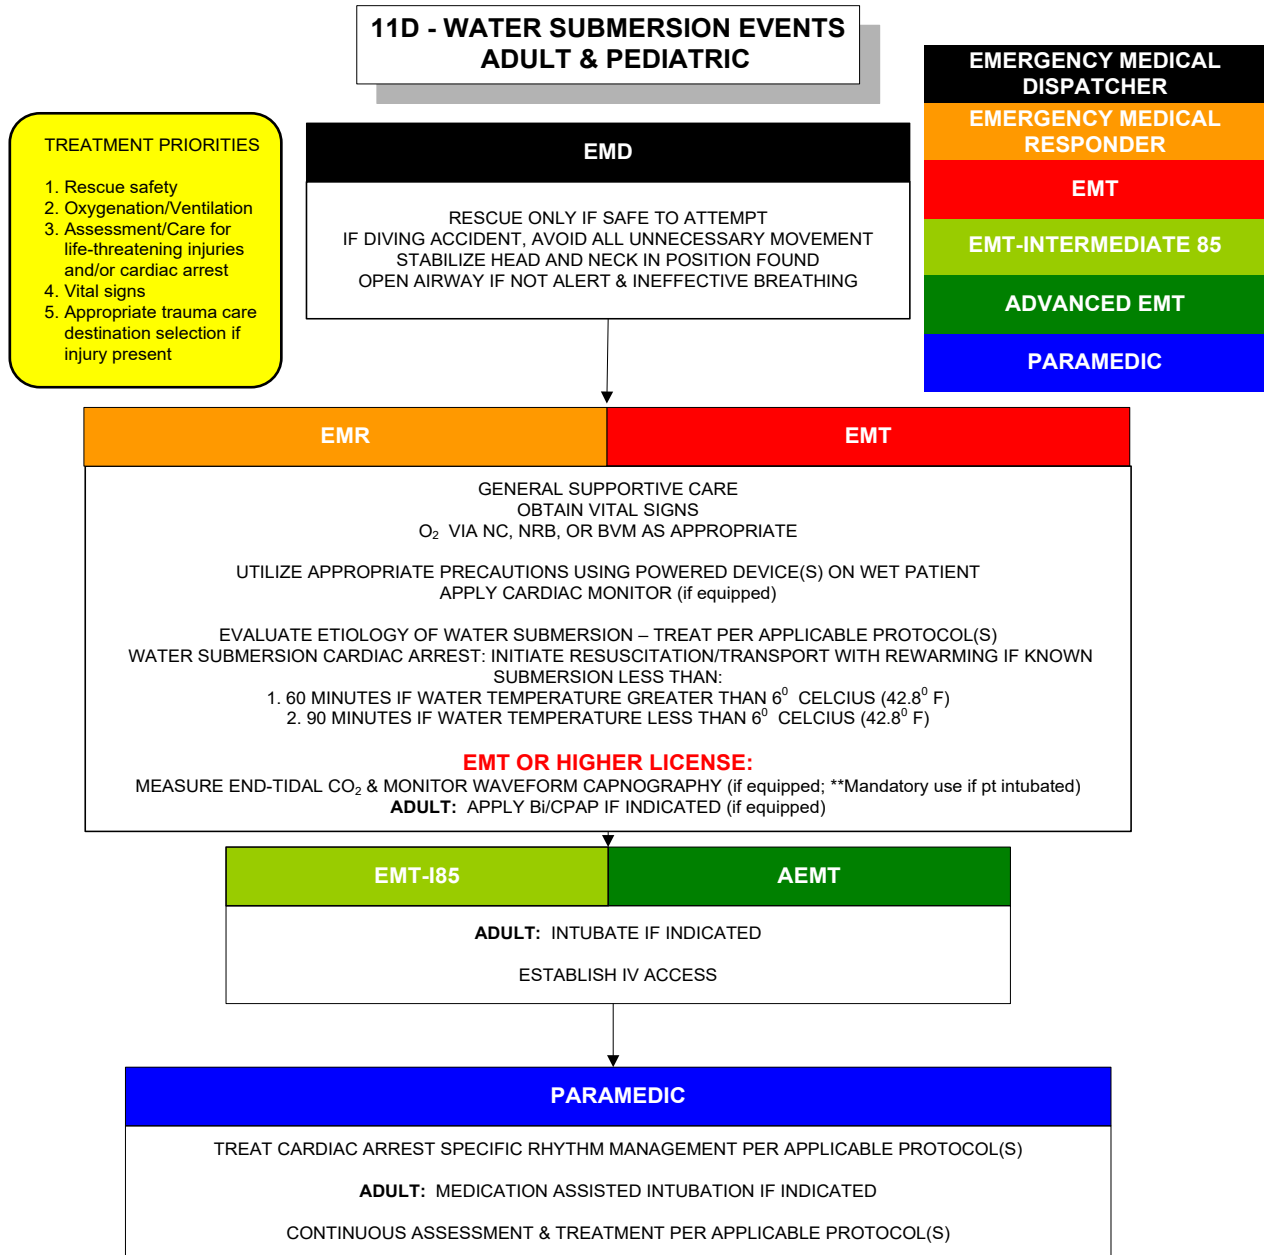 11D - WATER SUBMERSION EVENTS
ADULT & PEDIATRIC
EMERGENCY MEDICAL
DISPATCHER
EMERGENCY MEDICAL
RESPONDER
EMT
EMT-INTERMEDIATE 85
ADVANCED EMT
PARAMEDIC
TREATMENT PRIORITIES
1. Rescue safety
2. Oxygenation/Ventilation
3. Assessment/Care for
life-threatening injuries
and/or cardiac arrest
4. Vital signs
5. Appropriate trauma care
destination selection if
injury present
EMD
RESCUE ONLY IF SAFE TO ATTEMPT
IF DIVING ACCIDENT, AVOID ALL UNNECESSARY MOVEMENT
STABILIZE HEAD AND NECK IN POSITION FOUND
OPEN AIRWAY IF NOT ALERT & INEFFECTIVE BREATHING
EMR
EMT
GENERAL SUPPORTIVE CARE
OBTAIN VITAL SIGNS
O₂ VIA NC, NRB, OR BVM AS APPROPRIATE
UTILIZE APPROPRIATE PRECAUTIONS USING POWERED DEVICE(S) ON WET PATIENT
APPLY CARDIAC MONITOR (if equipped)
EVALUATE ETIOLOGY OF WATER SUBMERSION – TREAT PER APPLICABLE PROTOCOL(S)
WATER SUBMERSION CARDIAC ARREST: INITIATE RESUSCITATION/TRANSPORT WITH REWARMING IF KNOWN
SUBMERSION LESS THAN:
1. 60 MINUTES IF WATER TEMPERATURE GREATER THAN 6⁰ CELCIUS (42.8⁰ F)
2. 90 MINUTES IF WATER TEMPERATURE LESS THAN 6⁰ CELCIUS (42.8⁰ F)
EMT OR HIGHER LICENSE:
MEASURE END-TIDAL CO₂ & MONITOR WAVEFORM CAPNOGRAPHY (if equipped; **Mandatory use if pt intubated)
ADULT: APPLY Bi/CPAP IF INDICATED (if equipped)
EMT-I85
AEMT
ADULT: INTUBATE IF INDICATED
ESTABLISH IV ACCESS
PARAMEDIC
TREAT CARDIAC ARREST SPECIFIC RHYTHM MANAGEMENT PER APPLICABLE PROTOCOL(S)
ADULT: MEDICATION ASSISTED INTUBATION IF INDICATED
CONTINUOUS ASSESSMENT & TREATMENT PER APPLICABLE PROTOCOL(S)